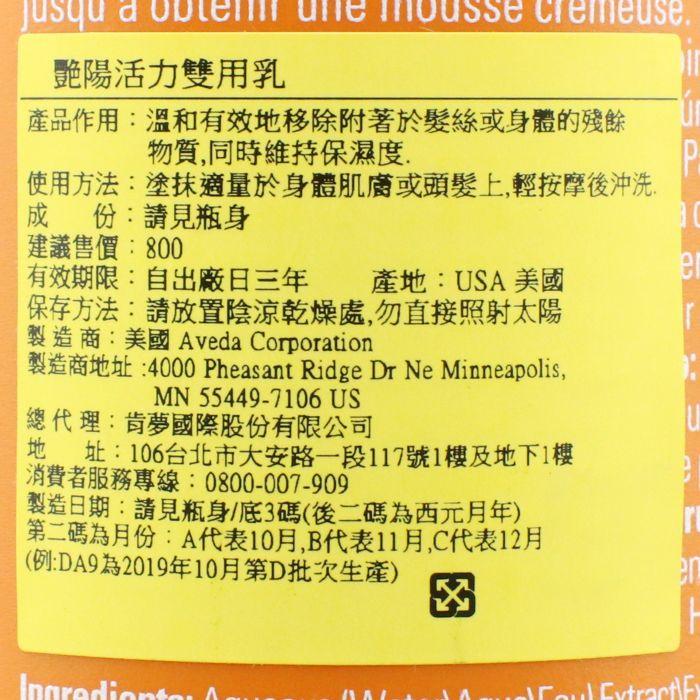 jusqu'à obtenir une mousse crémeuse.
艷陽活力雙用乳
產品作用：溫和有效地移除附著於髮絲或身體的殘餘
物質,同時維持保濕度.
使用方法：塗抹適量於身體肌膚或頭髮上,輕按摩後沖洗.
成　　份：請見瓶身
建議售價：800
有效期限：自出廠日三年　　產地：USA 美國
保存方法：請放置陰涼乾燥處,勿直接照射太陽
製 造 商：美國 Aveda Corporation
製造商地址:4000 Pheasant Ridge Dr Ne Minneapolis,
MN 55449-7106 US
總 代 理：肯夢國際股份有限公司
地　　址：106台北市大安路一段117號1樓及地下1樓
消費者服務專線：0800-007-909
製造日期：請見瓶身/底3碼(後二碼為西元月年)
第二碼為月份：A代表10月,B代表11月,C代表12月
(例:DA9為2019年10月第D批次生產)
Ingredients: